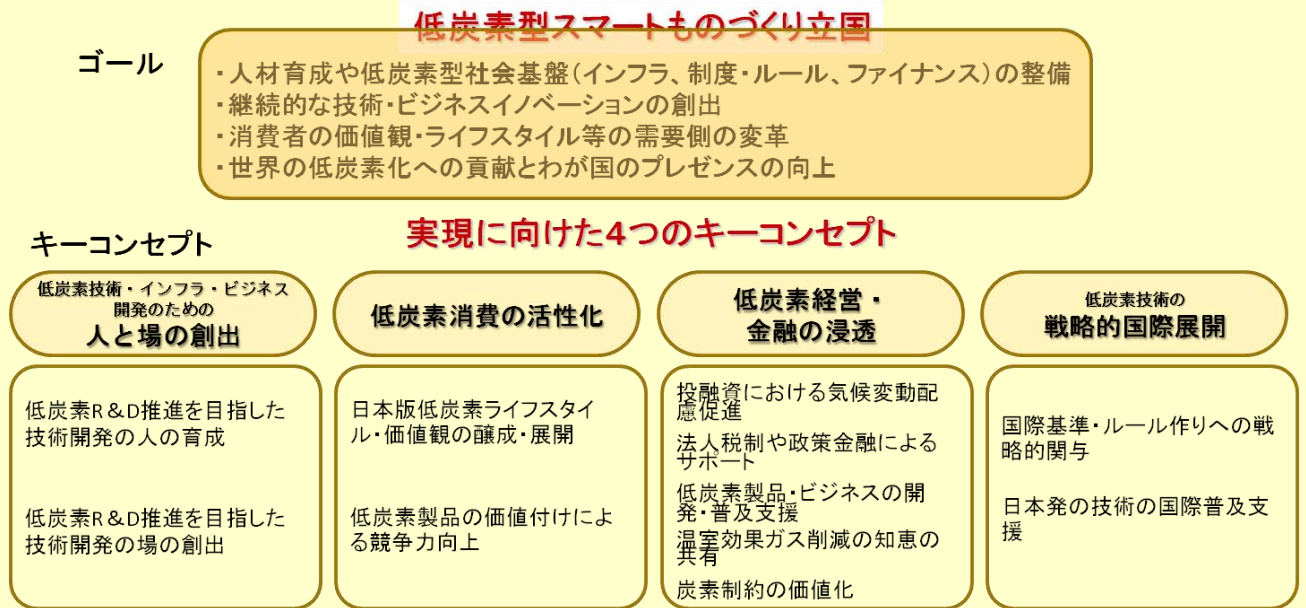 低炭素型スマートものづくり立国
ゴール
・人材育成や低炭素型社会基盤(インフラ、制度・ルール、ファイナンス)の整備
・継続的な技術・ビジネスイノベーションの創出
・消費者の価値観・ライフスタイル等の需要側の変革
・世界の低炭素化への貢献とわが国のプレゼンスの向上
キーコンセプト
実現に向けた4つのキーコンセプト
低炭素技術・インフラ・ビジネス
開発のための
人と場の創出
低炭素R&D推進を目指した
技術開発の人の育成
低炭素R&D推進を目指した
技術開発の場の創出
低炭素消費の活性化
日本版低炭素ライフスタイ
ル・価値観の醸成・展開
低炭素製品の価値付けによ
る競争力向上
低炭素経営・
金融の浸透
投融資における気候変動配
慮促進
法人税制や政策金融による
サポート
低炭素製品・ビジネスの開
発・普及支援
温室効果ガス削減の知恵の
共有
炭素制約の価値化
低炭素技術の
戦略的国際展開
国際基準・ルール作りへの戦
略的関与
日本発の技術の国際普及支
援